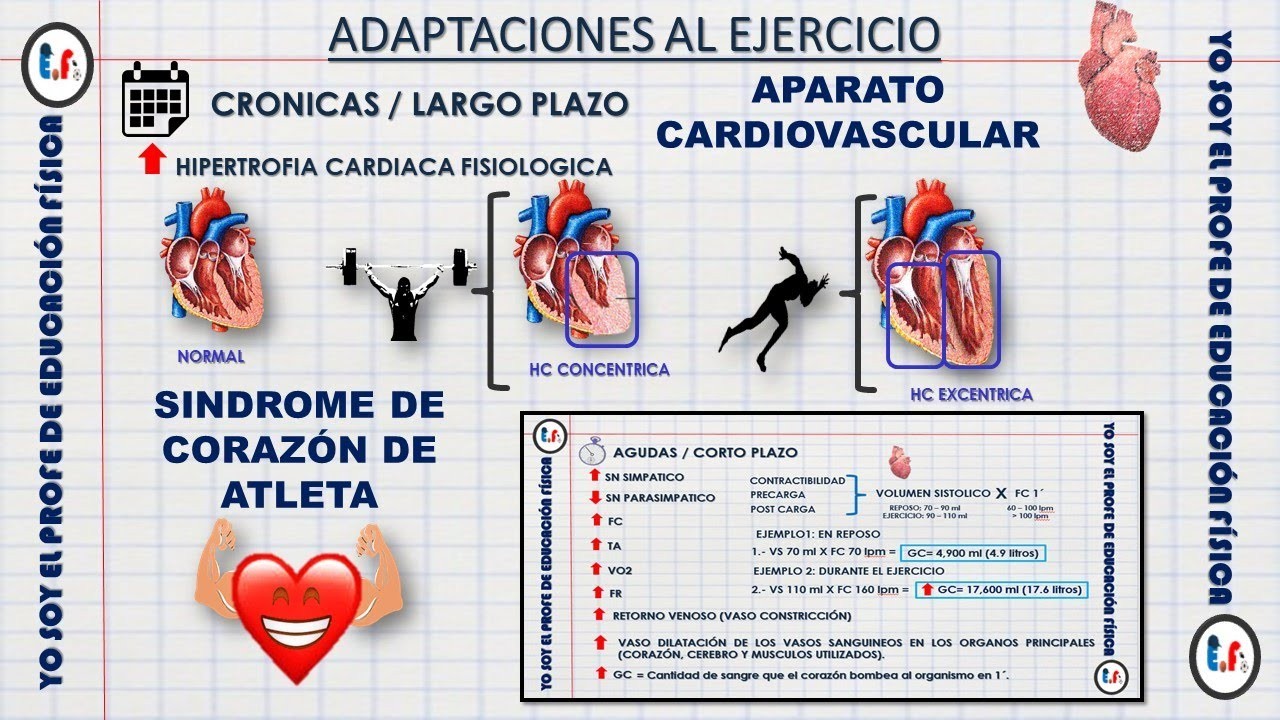 ADAPTACIONES AL EJERCICIO
E.F.
YO SOY EL PROFE DE EDUCACIÓN FÍSICA
CRONICAS / LARGO PLAZO
APARATO
CARDIOVASCULAR
HIPERTROFIA CARDIACA FISIOLOGICA
NORMAL
HC CONCENTRICA
HC EXCENTRICA
SINDROME DE
CORAZÓN DE
ATLETA
E.F.
YO SOY EL PROFE DE EDUCACIÓN FÍSICA
AGUDAS / CORTO PLAZO
SN SIMPATICO
SN PARASIMPATICO
FC
TA
VO2
FR
CONTRACTIBILIDAD
PRECARGA
POST CARGA
VOLUMEN SISTOLICO X FC 1´
REPOSO: 70 – 90 ml 60 – 100 lpm
EJERCICIO: 90 – 110 ml > 100 lpm
EJEMPLO1: EN REPOSO
1.- VS 70 ml X FC 70 lpm = GC= 4,900 ml (4.9 litros)
EJEMPLO 2: DURANTE EL EJERCICIO
2.- VS 110 ml X FC 160 lpm = GC= 17,600 ml (17.6 litros)
RETORNO VENOSO (VASO CONSTRICCIÓN)
VASO DILATACIÓN DE LOS VASOS SANGUINEOS EN LOS ORGANOS PRINCIPALES
(CORAZÓN, CEREBRO Y MUSCULOS UTILIZADOS).
GC = Cantidad de sangre que el corazón bombea al organismo en 1´.
YO SOY EL PROFE DE EDUCACIÓN FÍSICA
E.F.
YO SOY EL PROFE DE EDUCACIÓN FÍSICA
E.F.